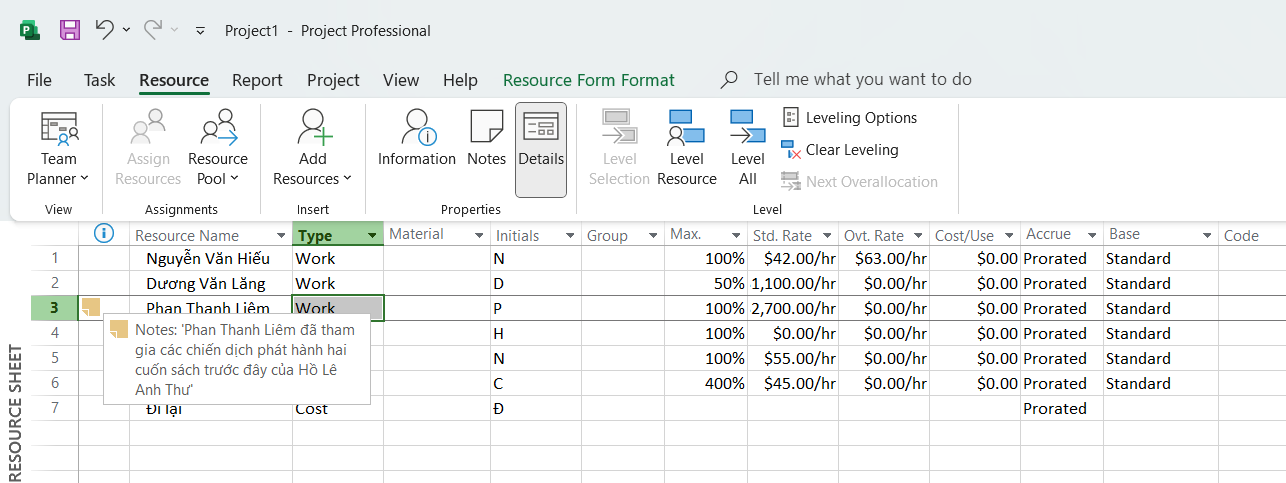 Project1 - Project Professional
File Task Resource Report Project View Help Resource Form Format Tell me what you want to do
Team Planner
Assign Resources
Resource Pool
Add Resources
Information
Notes
Details
Level Selection
Level Resource
Level All
Leveling Options
Clear Leveling
Next Overallocation
View Assignments Insert Properties Level
Resource Name Type Material Initials Group Max. Std. Rate Ovt. Rate Cost/Use Accrue Base Code
1 Nguyễn Văn Hiếu Work N 100% $42.00/hr $63.00/hr $0.00 Prorated Standard
2 Dương Văn Lăng Work D 50% 1,100.00/hr $0.00/hr $0.00 Prorated Standard
3 Phan Thanh Liêm Work P 100% 2,700.00/hr $0.00/hr $0.00 Prorated Standard
4 H 100% $0.00/hr $0.00/hr $0.00 Prorated Standard
5 N 100% $55.00/hr $0.00/hr $0.00 Prorated Standard
6 C 400% $45.00/hr $0.00/hr $0.00 Prorated Standard
7 Đi lại Cost Đ Prorated
Notes: 'Phan Thanh Liêm đã tham
gia các chiến dịch phát hành hai
cuốn sách trước đây của Hồ Lê
Anh Thư'
RESOURCE SHEET